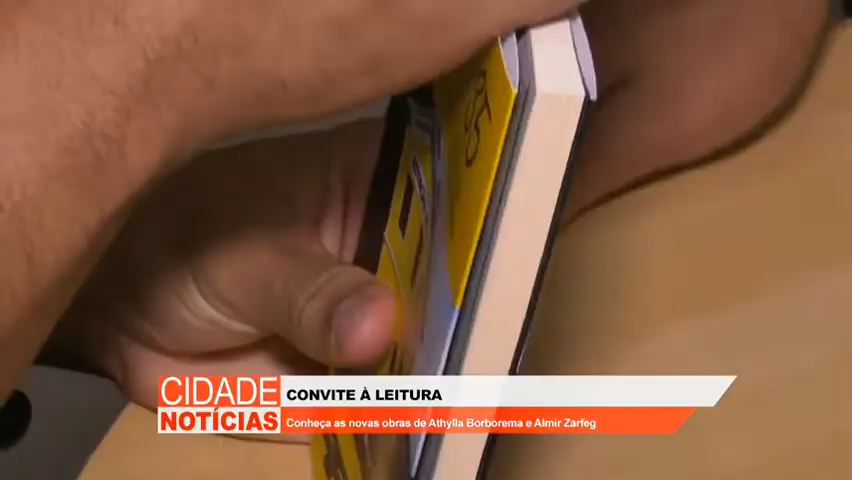 CIDADE
NOTÍCIAS
CONVITE À LEITURA
Conheça as novas obras de Athylla Borborema e Almir Zarfeg